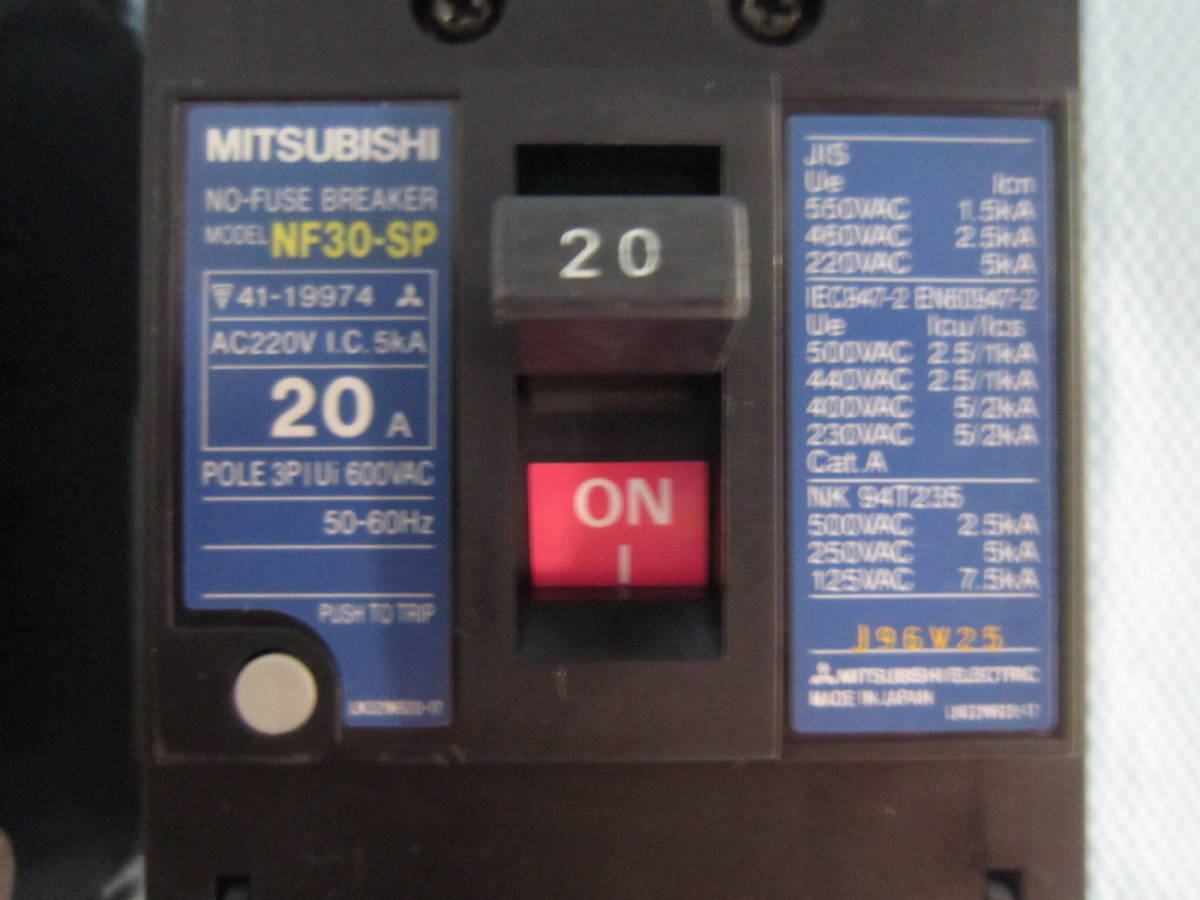 MITSUBISHI
NO-FUSE BREAKER
MODEL NF30-SP
41-19974
AC220V I.C. 5kA
20 A
POLE 3P Ui 600VAC
50-60Hz
PUSH TO TRIP
20
ON
I
JIS
Ue Icn
550VAC 1.5kA
460VAC 2.5kA
220VAC 5kA
IEC947-2 EN60947-2
Ue Icu/Ics
500VAC 2.5/1kA
440VAC 2.5/1kA
400VAC 5/2kA
230VAC 5/2kA
Cat.A
NK 94T235
500VAC 2.5kA
250VAC 5kA
125VAC 7.5kA
J96W25
MITSUBISHI ELECTRIC
MADE IN JAPAN